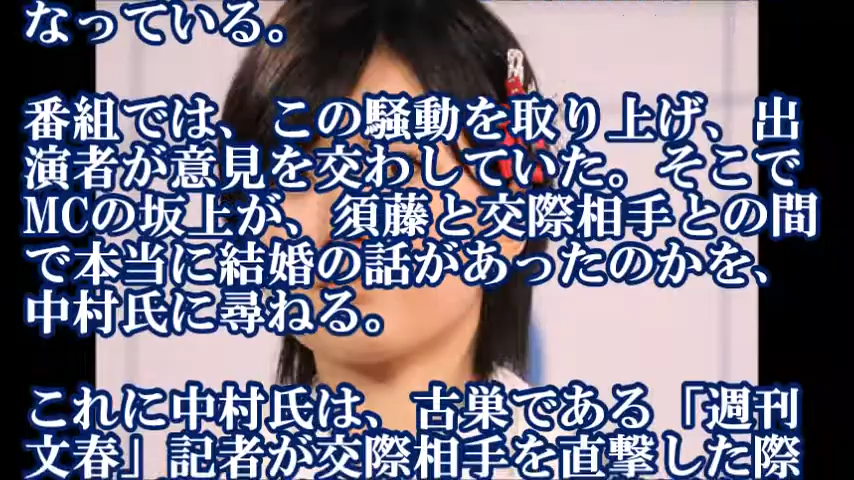 なっている。
番組では、この騒動を取り上げ、出
演者が意見を交わしていた。そこで
MCの坂上が、須藤と交際相手との間
で本当に結婚の話があったのかを、
中村氏に尋ねる。
これに中村氏は、古巣である「週刊
文春」記者が交際相手を直撃した際